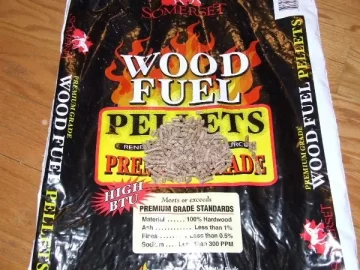 SOMERSET
WOOD
FUEL
PELLETS
PREMIUM GRADE
HIGH
BTU
Meets or exceeds
PREMIUM GRADE STANDARDS
Material ...... 100% Hardwood
Ash ............ Less than 1%
Fines ........ Less than 0.5%
Sodium ... Less than 300 PPM
PREMIUM GRADE
WOOD FUEL PELLETS
PREMIUM GRADE
WOOD FUEL PELLETS
SOMERSET